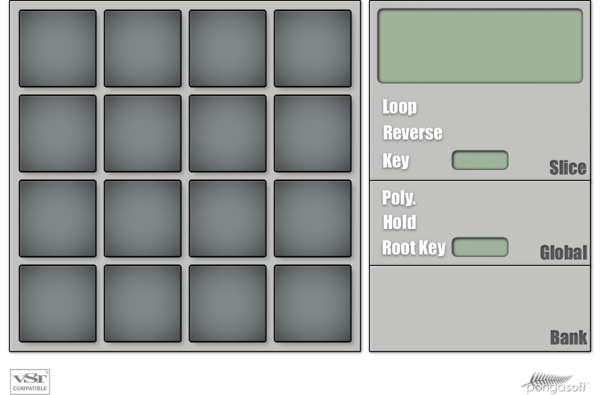 Loop
Reverse
Key
Slice
Poly.
Hold
Root Key
Global
Bank
VST
COMPATIBLE
pongasoft